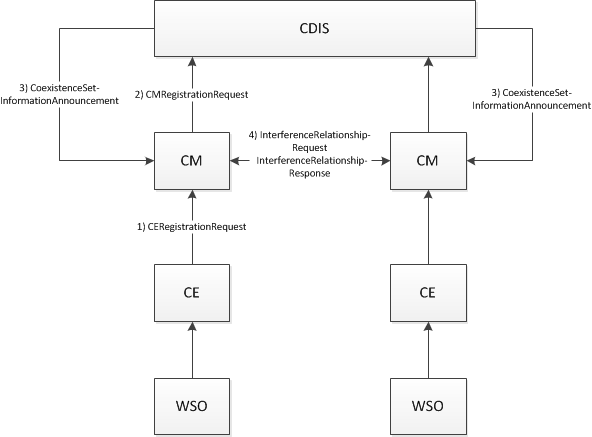 CDIS
3) CoexistenceSet-
InformationAnnouncement
2) CMRegistrationRequest
3) CoexistenceSet-
InformationAnnouncement
CM
4) InterferenceRelationship-
Request
InterferenceRelationship-
Response
CM
1) CERegistrationRequest
CE
CE
WSO
WSO